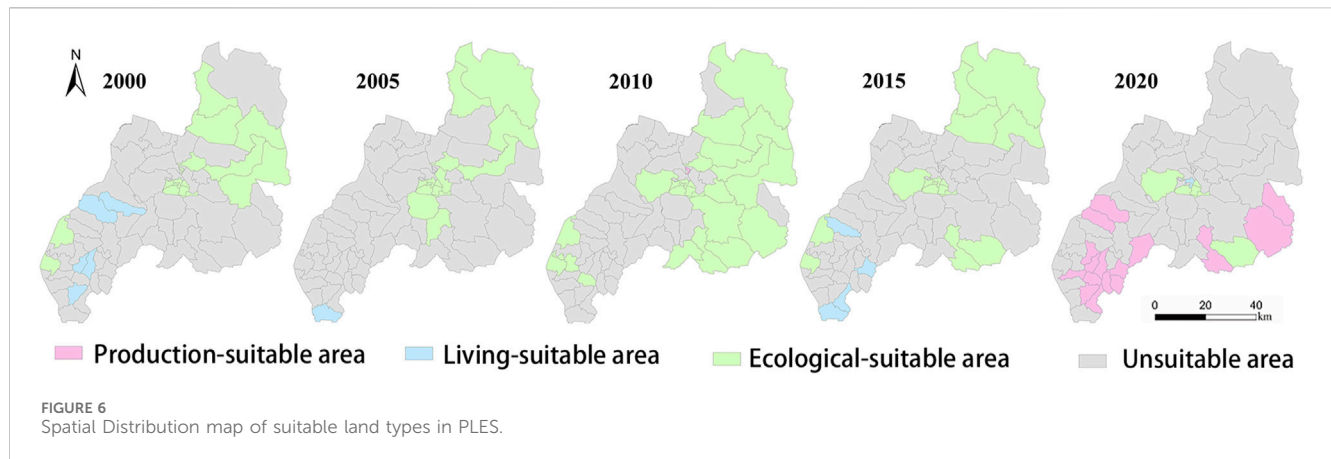 N
2000
2005
2010
2015
2020
0 20 40
km
Production-suitable area
Living-suitable area
Ecological-suitable area
Unsuitable area
FIGURE 6
Spatial Distribution map of suitable land types in PLES.